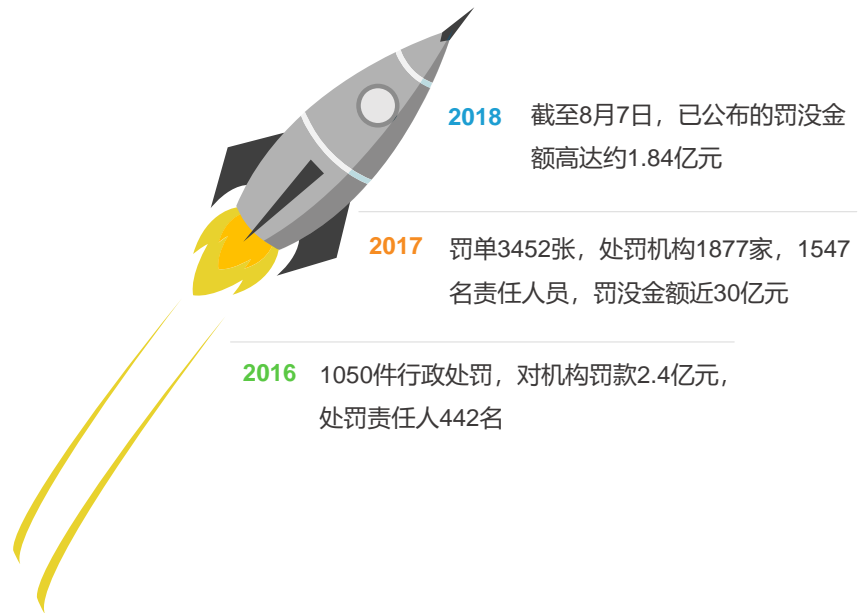 2018 截至8月7日，已公布的罚没金
额高达约1.84亿元
2017 罚单3452张，处罚机构1877家，1547
名责任人员，罚没金额近30亿元
2016 1050件行政处罚，对机构罚款2.4亿元，
处罚责任人442名